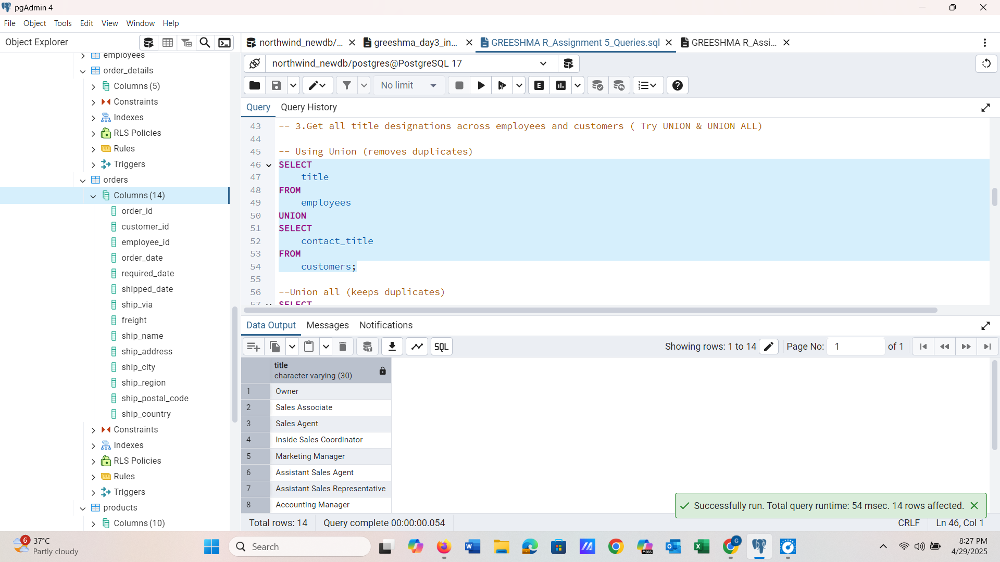 pgAdmin 4
File Object Tools Edit View Window Help
Object Explorer
northwind_newdb/...
greeshma_day3_in...
GREESHMA R_Assignment 5_Queries.sql
GREESHMA R_Assi...
employees
order_details
Columns (5)
Constraints
Indexes
RLS Policies
Rules
Triggers
orders
Columns (14)
order_id
customer_id
employee_id
order_date
required_date
shipped_date
ship_via
freight
ship_name
ship_address
ship_city
ship_region
ship_postal_code
ship_country
Constraints
Indexes
RLS Policies
Rules
Triggers
products
Columns (10)
northwind_newdb/postgres@PostgreSQL 17
No limit
E
Query Query History
43 -- 3.Get all title designations across employees and customers ( Try UNION & UNION ALL)
44
45 -- Using Union (removes duplicates)
46 SELECT
47 title
48 FROM
49 employees
50 UNION
51 SELECT
52 contact_title
53 FROM
54 customers;
55
56 --Union all (keeps duplicates)
57 SELECT
Data Output Messages Notifications
SQL
Showing rows: 1 to 14
Page No: 1 of 1
title
character varying (30)
1 Owner
2 Sales Associate
3 Sales Agent
4 Inside Sales Coordinator
5 Marketing Manager
6 Assistant Sales Agent
7 Assistant Sales Representative
8 Accounting Manager
Successfully run. Total query runtime: 54 msec. 14 rows affected.
Total rows: 14 Query complete 00:00:00.054
CRLF Ln 46, Col 1
6
37°C
Partly cloudy
Search
W
M365
G
8:27 PM
4/29/2025